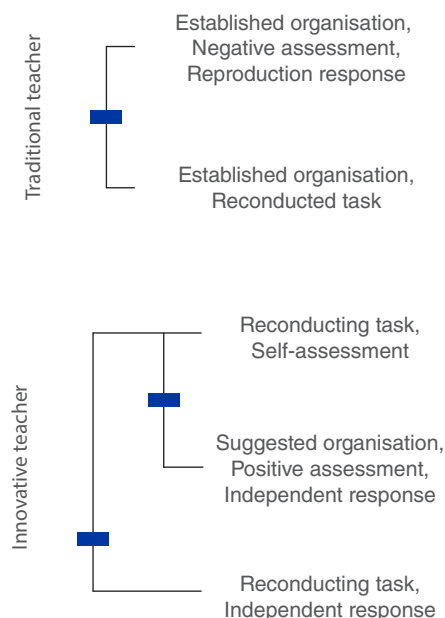 Traditional teacher
Established organisation,
Negative assessment,
Reproduction response
Established organisation,
Reconducted task
Innovative teacher
Reconducting task,
Self-assessment
Suggested organisation,
Positive assessment,
Independent response
Reconducting task,
Independent response